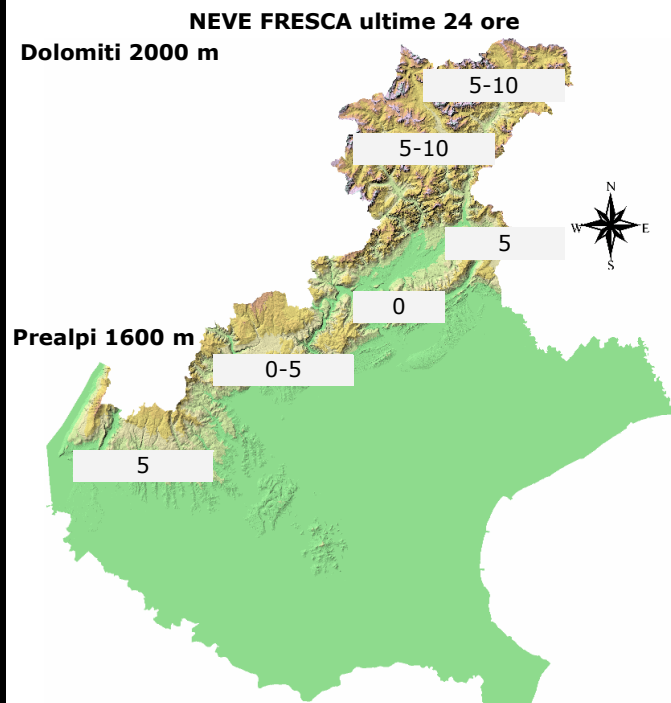 NEVE FRESCA ultime 24 ore
Dolomiti 2000 m
5-10
5-10
N
W E
S
5
0
Prealpi 1600 m
0-5
5